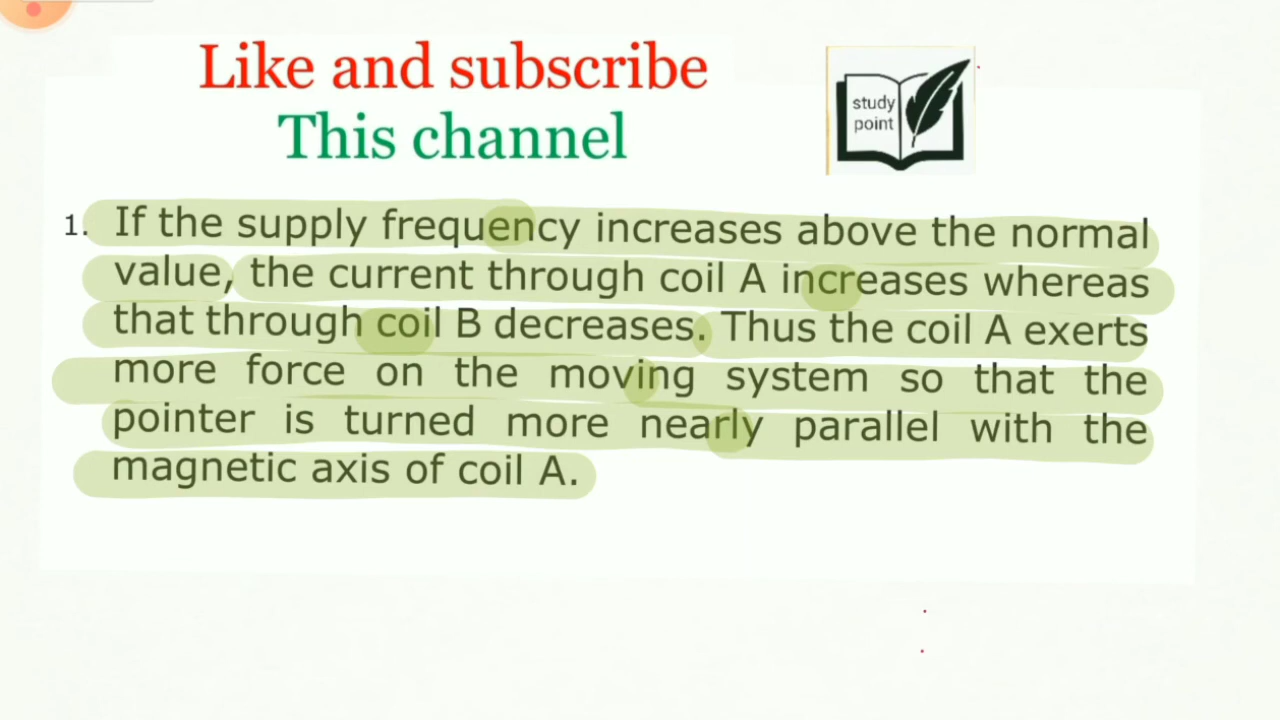 Like and subscribe
This channel
study
point
1. If the supply frequency increases above the normal
value, the current through coil A increases whereas
that through coil B decreases. Thus the coil A exerts
more force on the moving system so that the
pointer is turned more nearly parallel with the
magnetic axis of coil A.